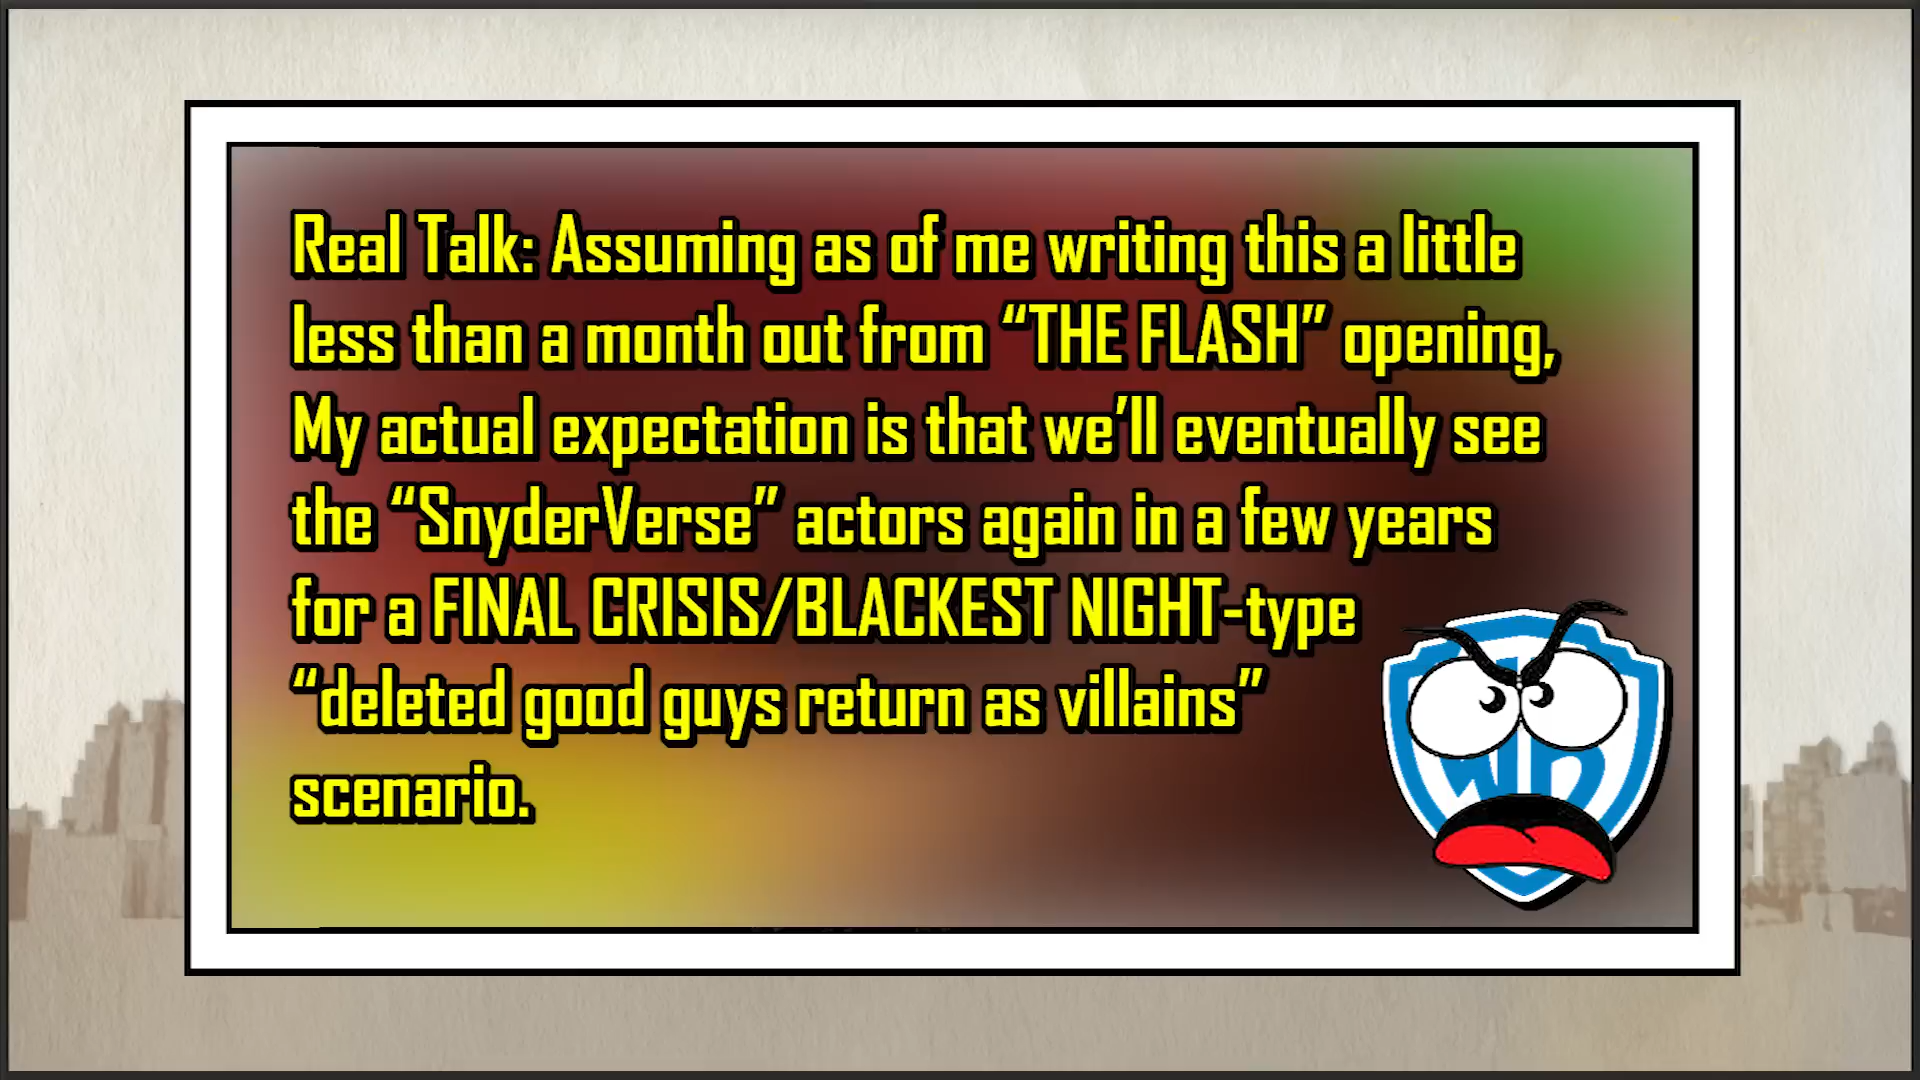 Real Talk: Assuming as of me writing this a little
less than a month out from “THE FLASH” opening,
My actual expectation is that we’ll eventually see
the “SnyderVerse” actors again in a few years
for a FINAL CRISIS/BLACKEST NIGHT-type
“deleted good guys return as villains”
scenario.
WB